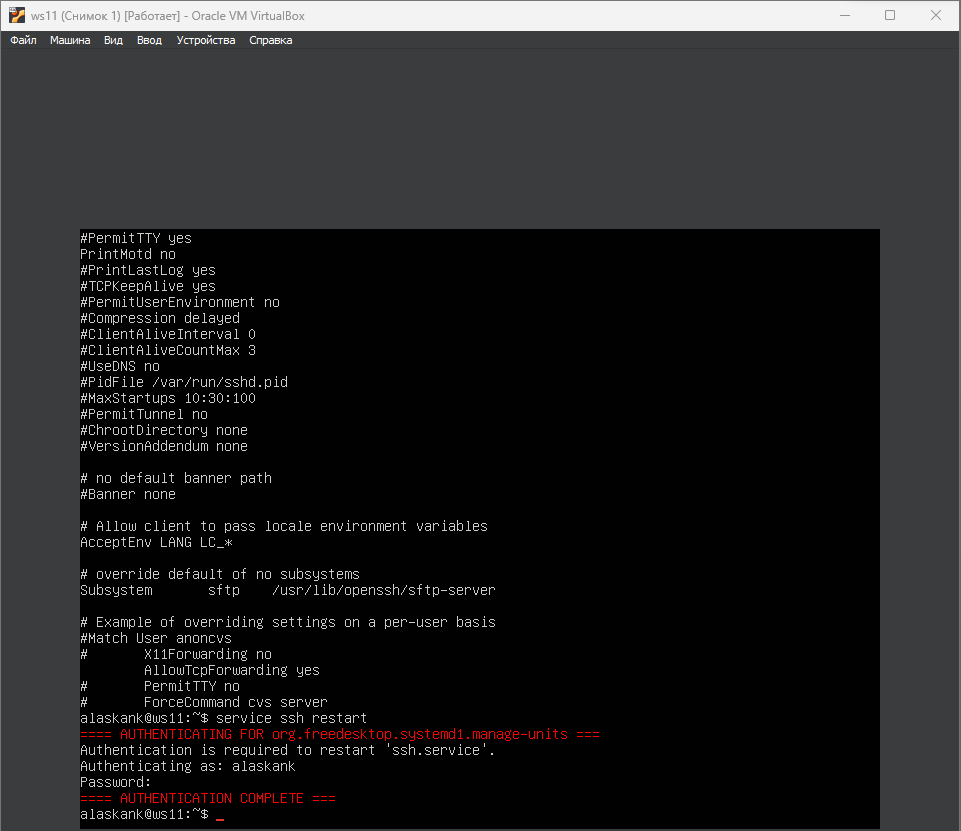 ws11 (Снимок 1) [Работает] - Oracle VM VirtualBox
Файл Машина Вид Ввод Устройства Справка
#PermitTTY yes
PrintMotd no
#PrintLastLog yes
#TCPKeepAlive yes
#PermitUserEnvironment no
#Compression delayed
#ClientAliveInterval 0
#ClientAliveCountMax 3
#UseDNS no
#PidFile /var/run/sshd.pid
#MaxStartups 10:30:100
#PermitTunnel no
#ChrootDirectory none
#VersionAddendum none
# no default banner path
#Banner none
# Allow client to pass locale environment variables
AcceptEnv LANG LC_*
# override default of no subsystems
Subsystem       sftp    /usr/lib/openssh/sftp-server
# Example of overriding settings on a per-user basis
#Match User anoncvs
#       X11Forwarding no
        AllowTcpForwarding yes
#       PermitTTY no
#       ForceCommand cvs server
alaskank@ws11:~$ service ssh restart
==== AUTHENTICATING FOR org.freedesktop.systemd1.manage-units ===
Authentication is required to restart 'ssh.service'.
Authenticating as: alaskank
Password:
==== AUTHENTICATION COMPLETE ===
alaskank@ws11:~$ _